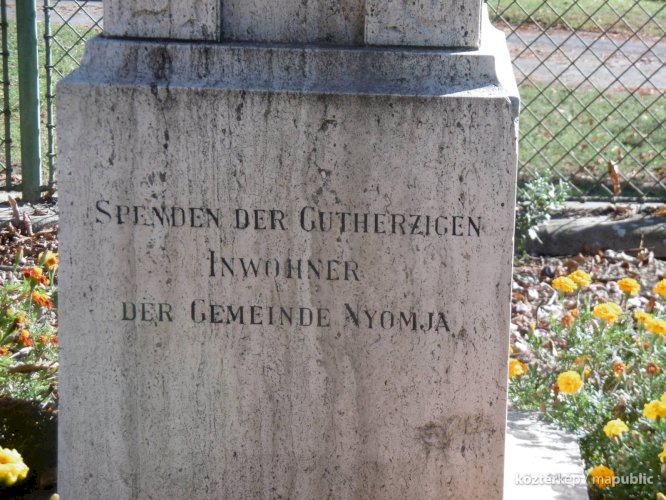 SPENDEN DER GUTHERZIGEN
INWOHNER
DER GEMEINDE NYOMJA
köztérkép / mapublic